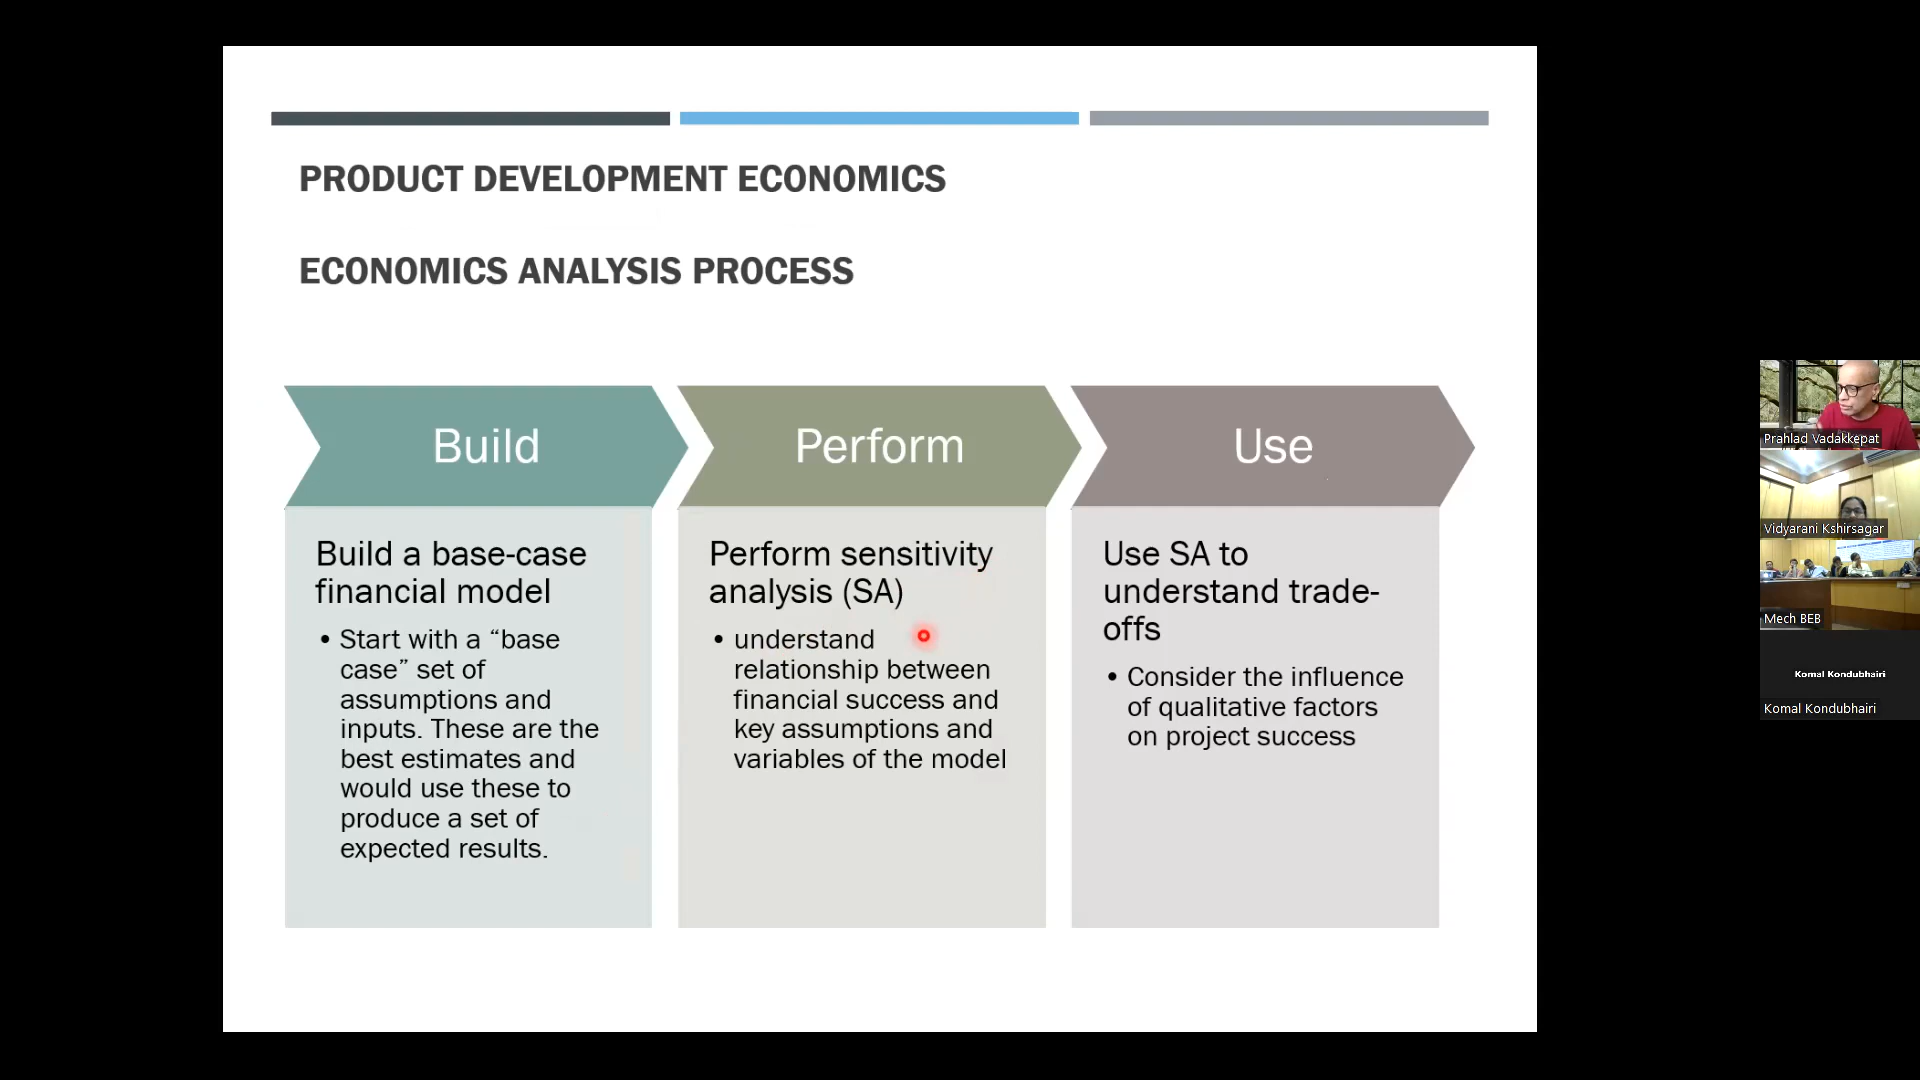 PRODUCT DEVELOPMENT ECONOMICS
ECONOMICS ANALYSIS PROCESS
Build
Build a base-case
financial model
• Start with a “base
case” set of
assumptions and
inputs. These are the
best estimates and
would use these to
produce a set of
expected results.
Perform
Perform sensitivity
analysis (SA)
• understand
relationship between
financial success and
key assumptions and
variables of the model
Use
Use SA to
understand trade-
offs
• Consider the influence
of qualitative factors
on project success
Prahlad Vadakkepat
Vidyarani Kshirsagar
Mech BEB
Komal Kondubhairi
Komal Kondubhairi